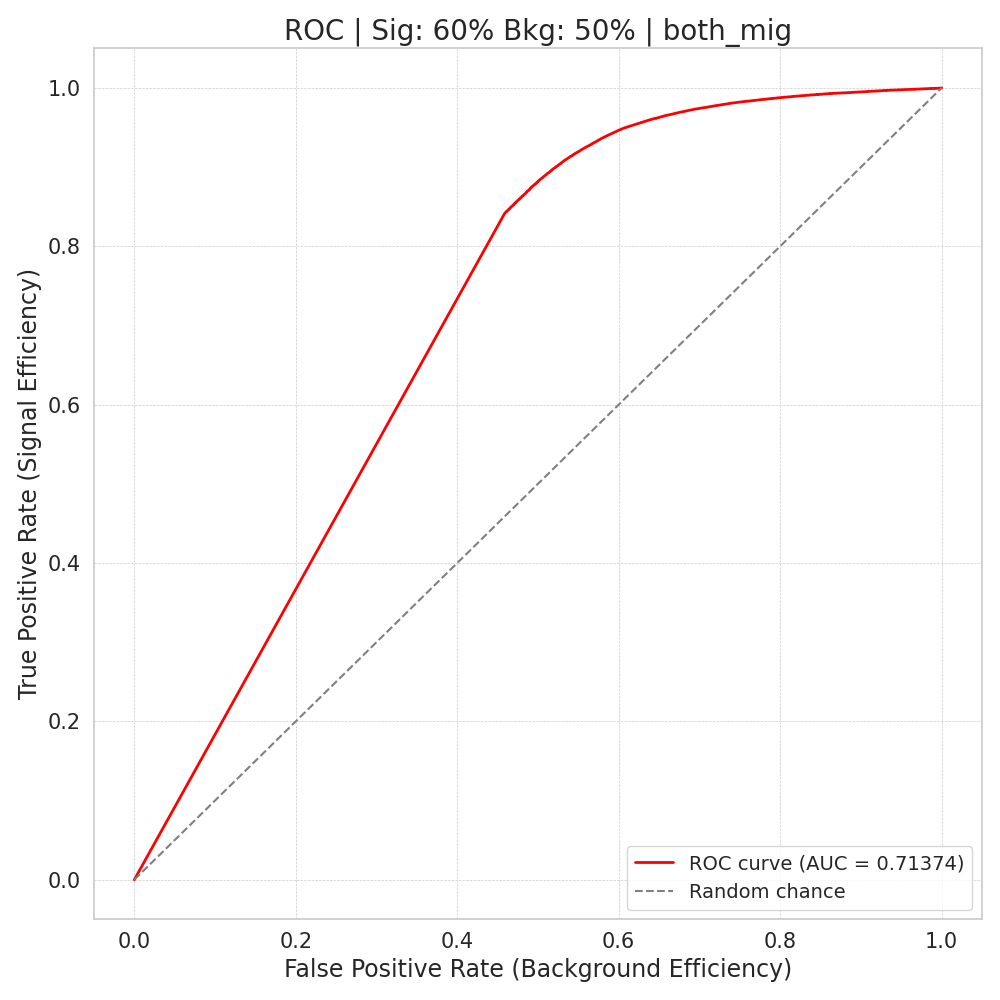 ROC | Sig: 60% Bkg: 50% | both_mig
True Positive Rate (Signal Efficiency)
1.0
0.8
0.6
0.4
0.2
0.0
ROC curve (AUC = 0.71374)
Random chance
0.0 0.2 0.4 0.6 0.8 1.0
False Positive Rate (Background Efficiency)